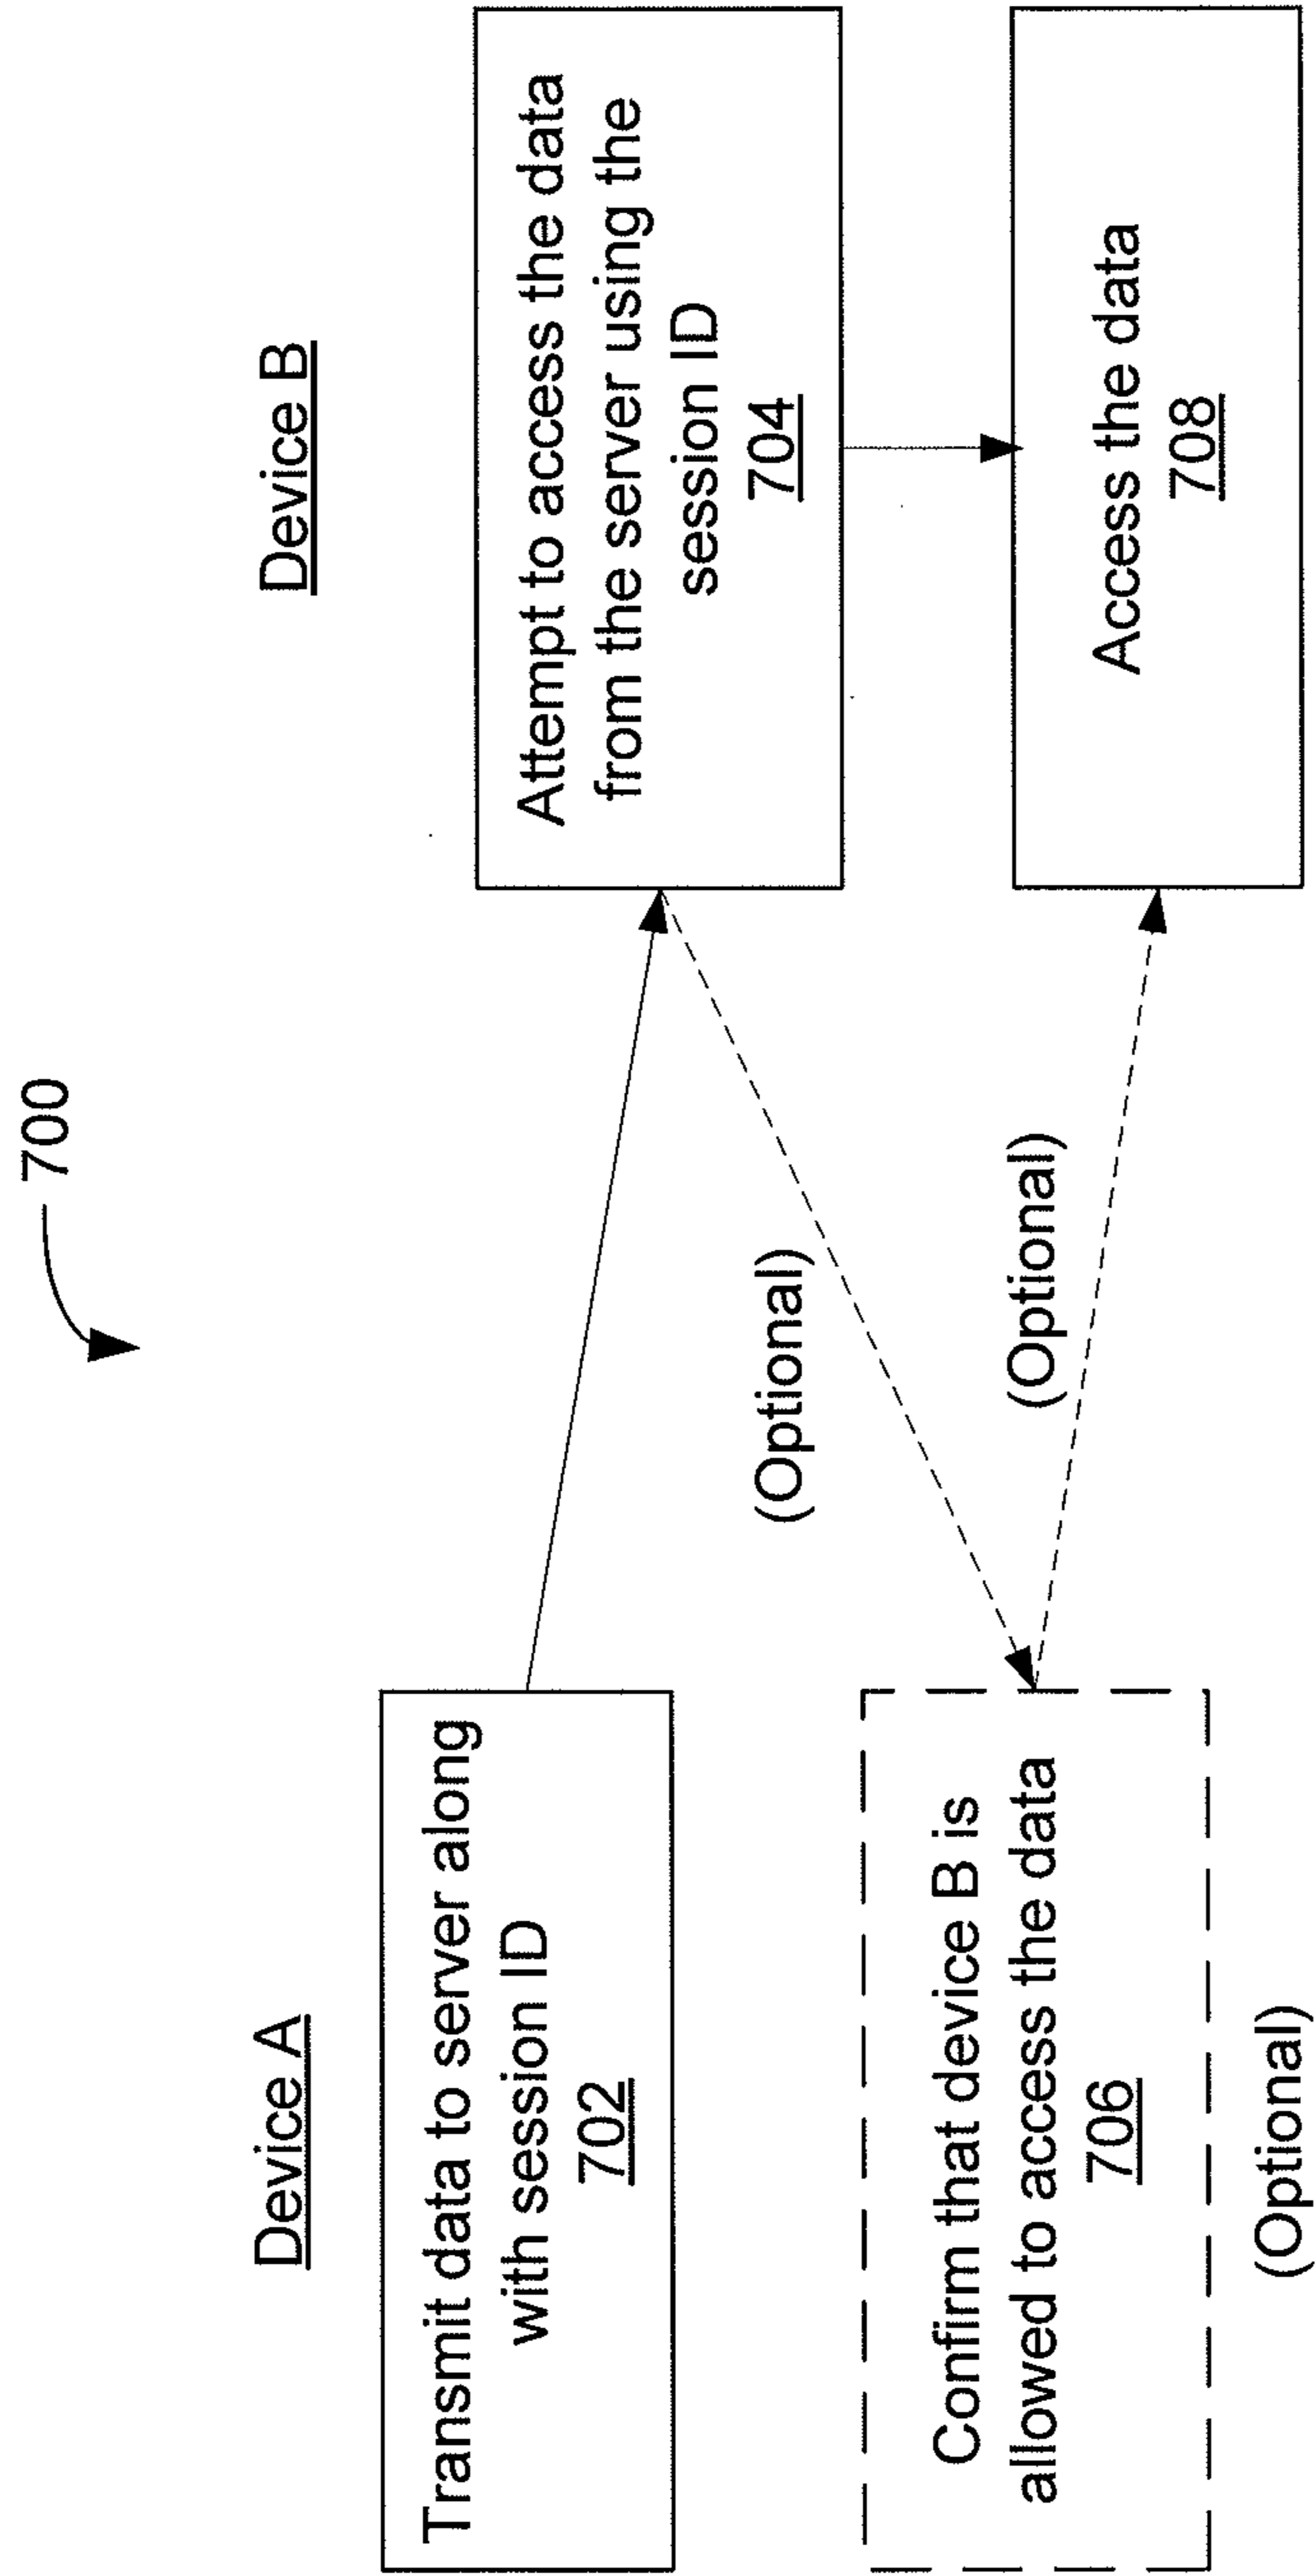 700
Device A
Device B
Transmit data to server along
with session ID
702
Attempt to access the data
from the server using the
session ID
704
(Optional)
Confirm that device B is
allowed to access the data
706
(Optional)
(Optional)
Access the data
708